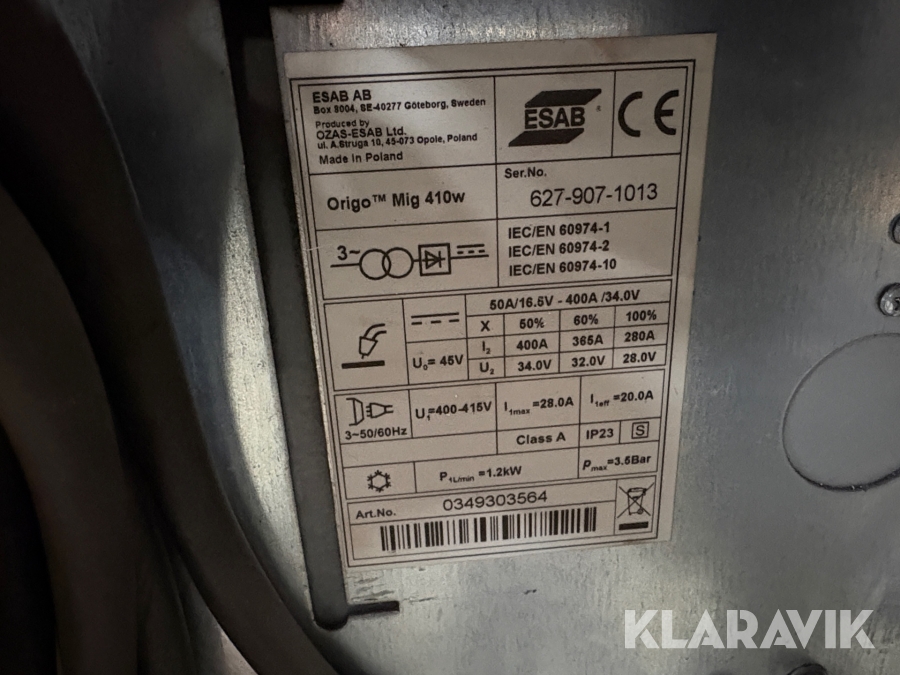 ESAB AB
Box 8004, SE-40277 Göteborg, Sweden
Produced by
OZAS-ESAB Ltd.
ul. A.Struga 10, 45-073 Opole, Poland
Made in Poland
ESAB ®
CE
Origo™ Mig 410w
Ser.No.
627-907-1013
3~
IEC/EN 60974-1
IEC/EN 60974-2
IEC/EN 60974-10
50A/16.5V - 400A /34.0V
X 50% 60% 100%
I2 400A 365A 280A
U0= 45V
U2 34.0V 32.0V 28.0V
3~50/60Hz
U1=400-415V
I1max =28.0A
I1eff =20.0A
Class A
IP23
S
P1L/min =1.2kW
pmax=3.5Bar
Art.No.
0349303564
KLARAVIK